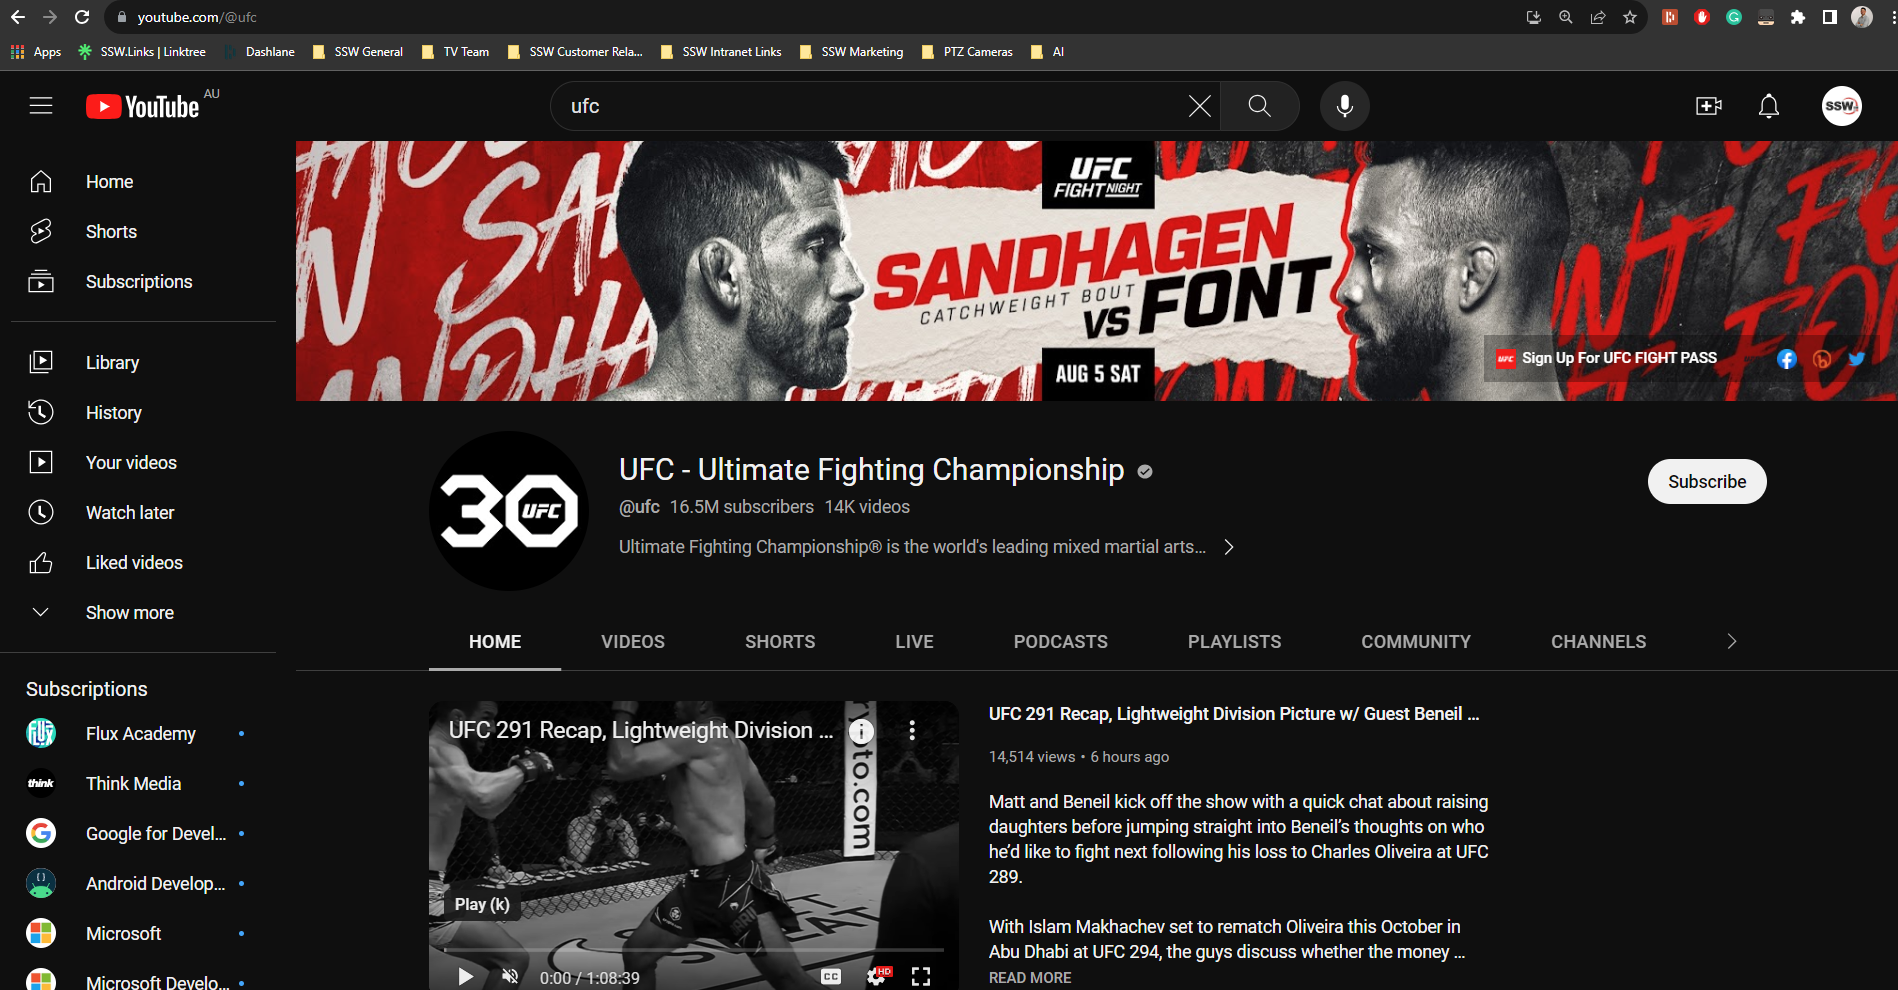 youtube.com/@ufc
Apps SSW.Links | Linktree Dashlane SSW General TV Team SSW Customer Rela... SSW Intranet Links SSW Marketing PTZ Cameras AI
YouTube AU
ufc
SSW
Home
Shorts
Subscriptions
Library
History
Your videos
Watch later
Liked videos
Show more
Subscriptions
Flux Academy
think Think Media
Google for Devel...
Android Develop...
Microsoft
Microsoft Develo...
UFC
FIGHT NIGHT
SANDHAGEN
CATCHWEIGHT BOUT
VS FONT
AUG 5 SAT
UFC Sign Up For UFC FIGHT PASS
30 UFC
UFC - Ultimate Fighting Championship
@ufc 16.5M subscribers 14K videos
Ultimate Fighting Championship® is the world's leading mixed martial arts...
Subscribe
HOME VIDEOS SHORTS LIVE PODCASTS PLAYLISTS COMMUNITY CHANNELS
UFC 291 Recap, Lightweight Division ...
rypto.com
Play (k)
0:00 / 1:08:39
CC HD
UFC 291 Recap, Lightweight Division Picture w/ Guest Beneil ...
14,514 views • 6 hours ago
Matt and Beneil kick off the show with a quick chat about raising
daughters before jumping straight into Beneil's thoughts on who
he'd like to fight next following his loss to Charles Oliveira at UFC
289.
With Islam Makhachev set to rematch Oliveira this October in
Abu Dhabi at UFC 294, the guys discuss whether the money ...
READ MORE